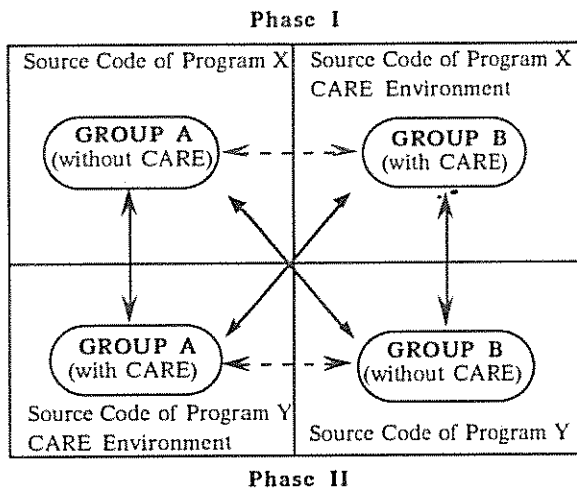 Phase I
Source Code of Program X
GROUP A
(without CARE)
Source Code of Program X
CARE Environment
GROUP B
(with CARE)
GROUP A
(with CARE)
Source Code of Program Y
CARE Environment
GROUP B
(without CARE)
Source Code of Program Y
Phase II